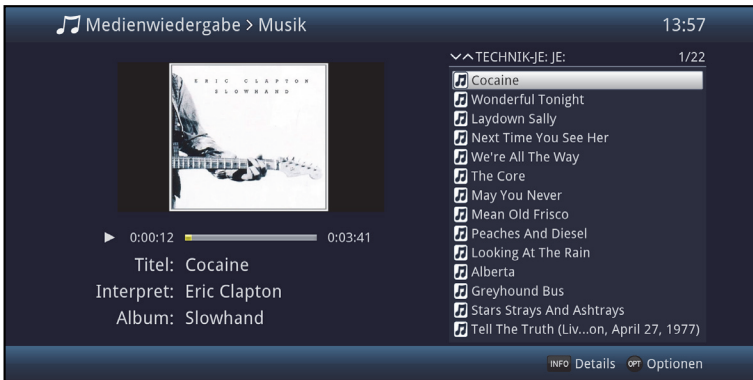 Medienwiedergabe > Musik
13:57
ERIC CLAPTON
SLOWHAND
0:00:12
0:03:41
Titel: Cocaine
Interpret: Eric Clapton
Album: Slowhand
TECHNIK-JE: JE:
1/22
Cocaine
Wonderful Tonight
Laydown Sally
Next Time You See Her
We're All The Way
The Core
May You Never
Mean Old Frisco
Peaches And Diesel
Looking At The Rain
Alberta
Greyhound Bus
Stars Strays And Ashtrays
Tell The Truth (Liv...on, April 27, 1977)
INFO Details OPT Optionen